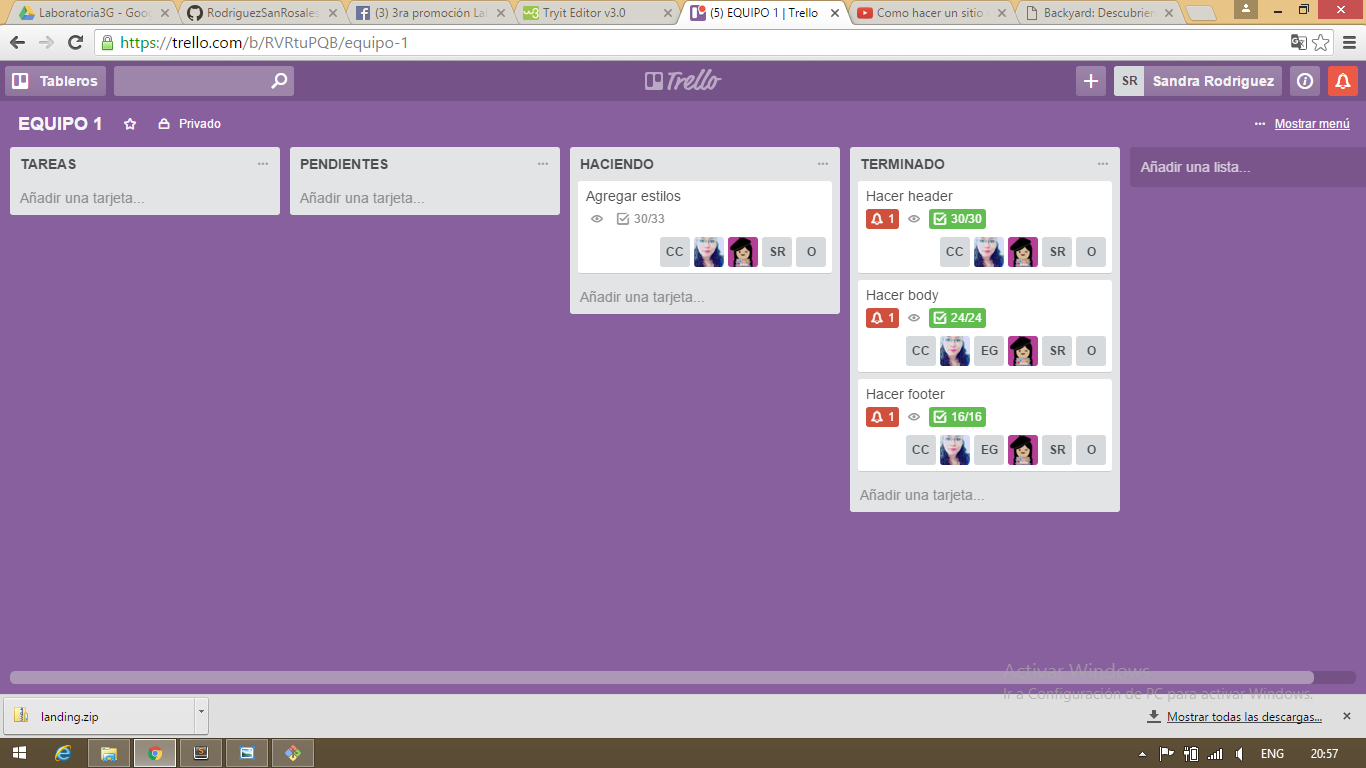 Laboratoria3G - Goo
RodriguezSanRosales
(3) 3ra promoción La
Tryit Editor v3.0
(5) EQUIPO 1 | Trello
Como hacer un sitio
Backyard: Descubrien
https://trello.com/b/RVRtuPQB/equipo-1
Tableros
Trello
SR Sandra Rodriguez
EQUIPO 1
Privado
Mostrar menú
TAREAS
Añadir una tarjeta...
PENDIENTES
Añadir una tarjeta...
HACIENDO
Agregar estilos
30/33
CC SR O
Añadir una tarjeta...
TERMINADO
Hacer header
1 30/30
CC SR O
Hacer body
1 24/24
CC EG SR O
Hacer footer
1 16/16
CC EG SR O
Añadir una tarjeta...
Añadir una lista...
Activar Windows
Ir a Configuración de PC para activar Windows.
landing.zip
Mostrar todas las descargas...
ENG
20:57